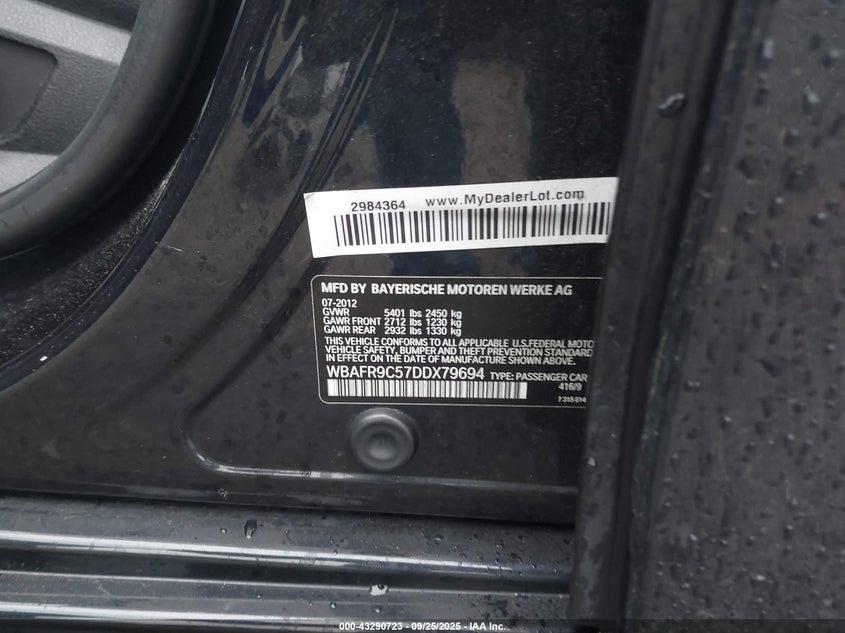 2984364 www.MyDealerLot.com
MFD BY BAYERISCHE MOTOREN WERKE AG
07-2012
GVWR 5401 lbs 2450 kg
GAWR FRONT 2712 lbs 1230 kg
GAWR REAR 2932 lbs 1330 kg
THIS VEHICLE CONFORMS TO ALL APPLICABLE U.S.FEDERAL MOTO
VEHICLE SAFETY, BUMPER AND THEFT PREVENTION STANDARD
IN EFFECT ON THE DATE OF MANUFACTURE SHOWN ABOVE.
WBAFR9C57DDX79694 TYPE: PASSENGER CAR
416/9
7315814
000-43290723 - 09/25/2025 - IAA Inc.